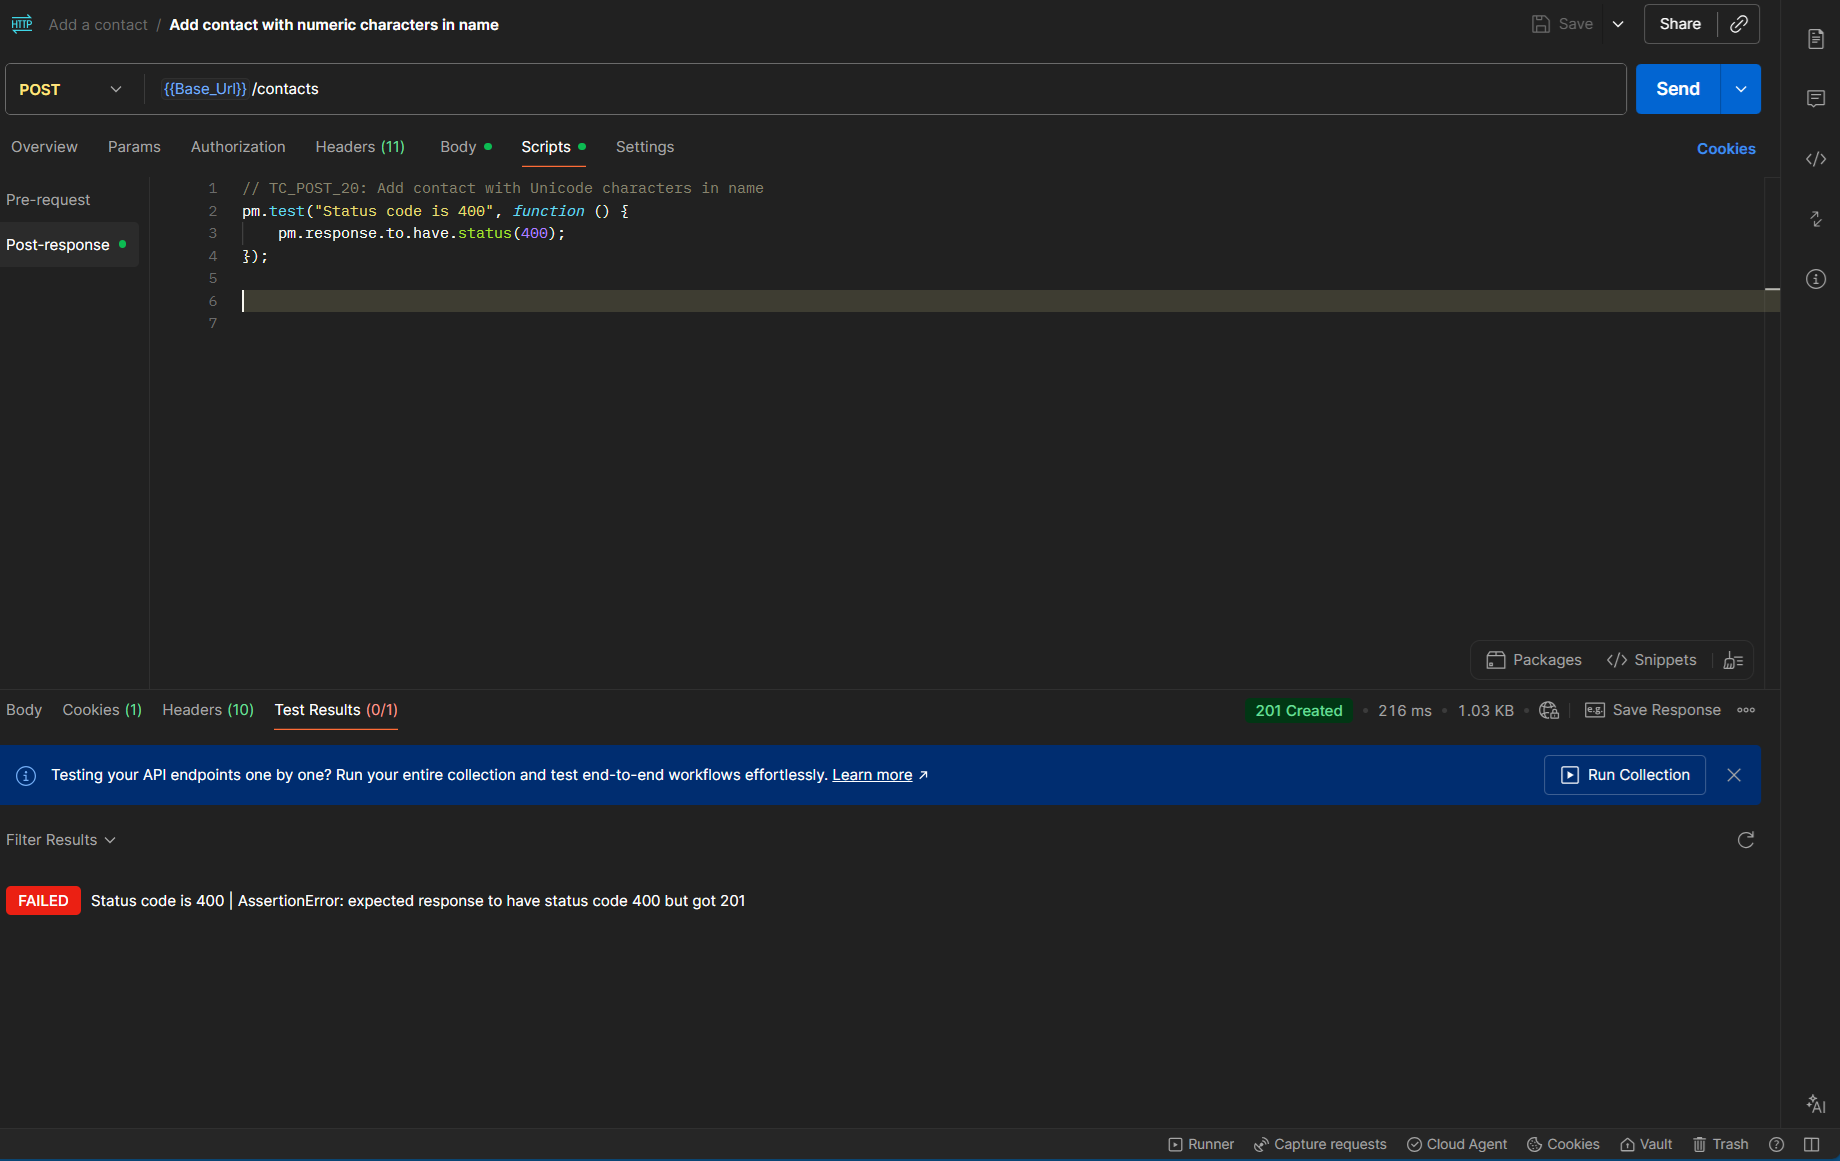 HTTP Add a contact / Add contact with numeric characters in name Save Share
POST {{Base_Url}}/contacts Send
Overview Params Authorization Headers (11) Body Scripts Settings Cookies
Pre-request
Post-response
1 // TC_POST_20: Add contact with Unicode characters in name
2 pm.test("Status code is 400", function () {
3 pm.response.to.have.status(400);
4 });
5
6
7
Packages </> Snippets
Body Cookies (1) Headers (10) Test Results (0/1) 201 Created • 216 ms • 1.03 KB • e.g. Save Response
Testing your API endpoints one by one? Run your entire collection and test end-to-end workflows effortlessly. Learn more ↗ Run Collection
Filter Results
FAILED Status code is 400 | AssertionError: expected response to have status code 400 but got 201
AI
Runner Capture requests Cloud Agent Cookies Vault Trash